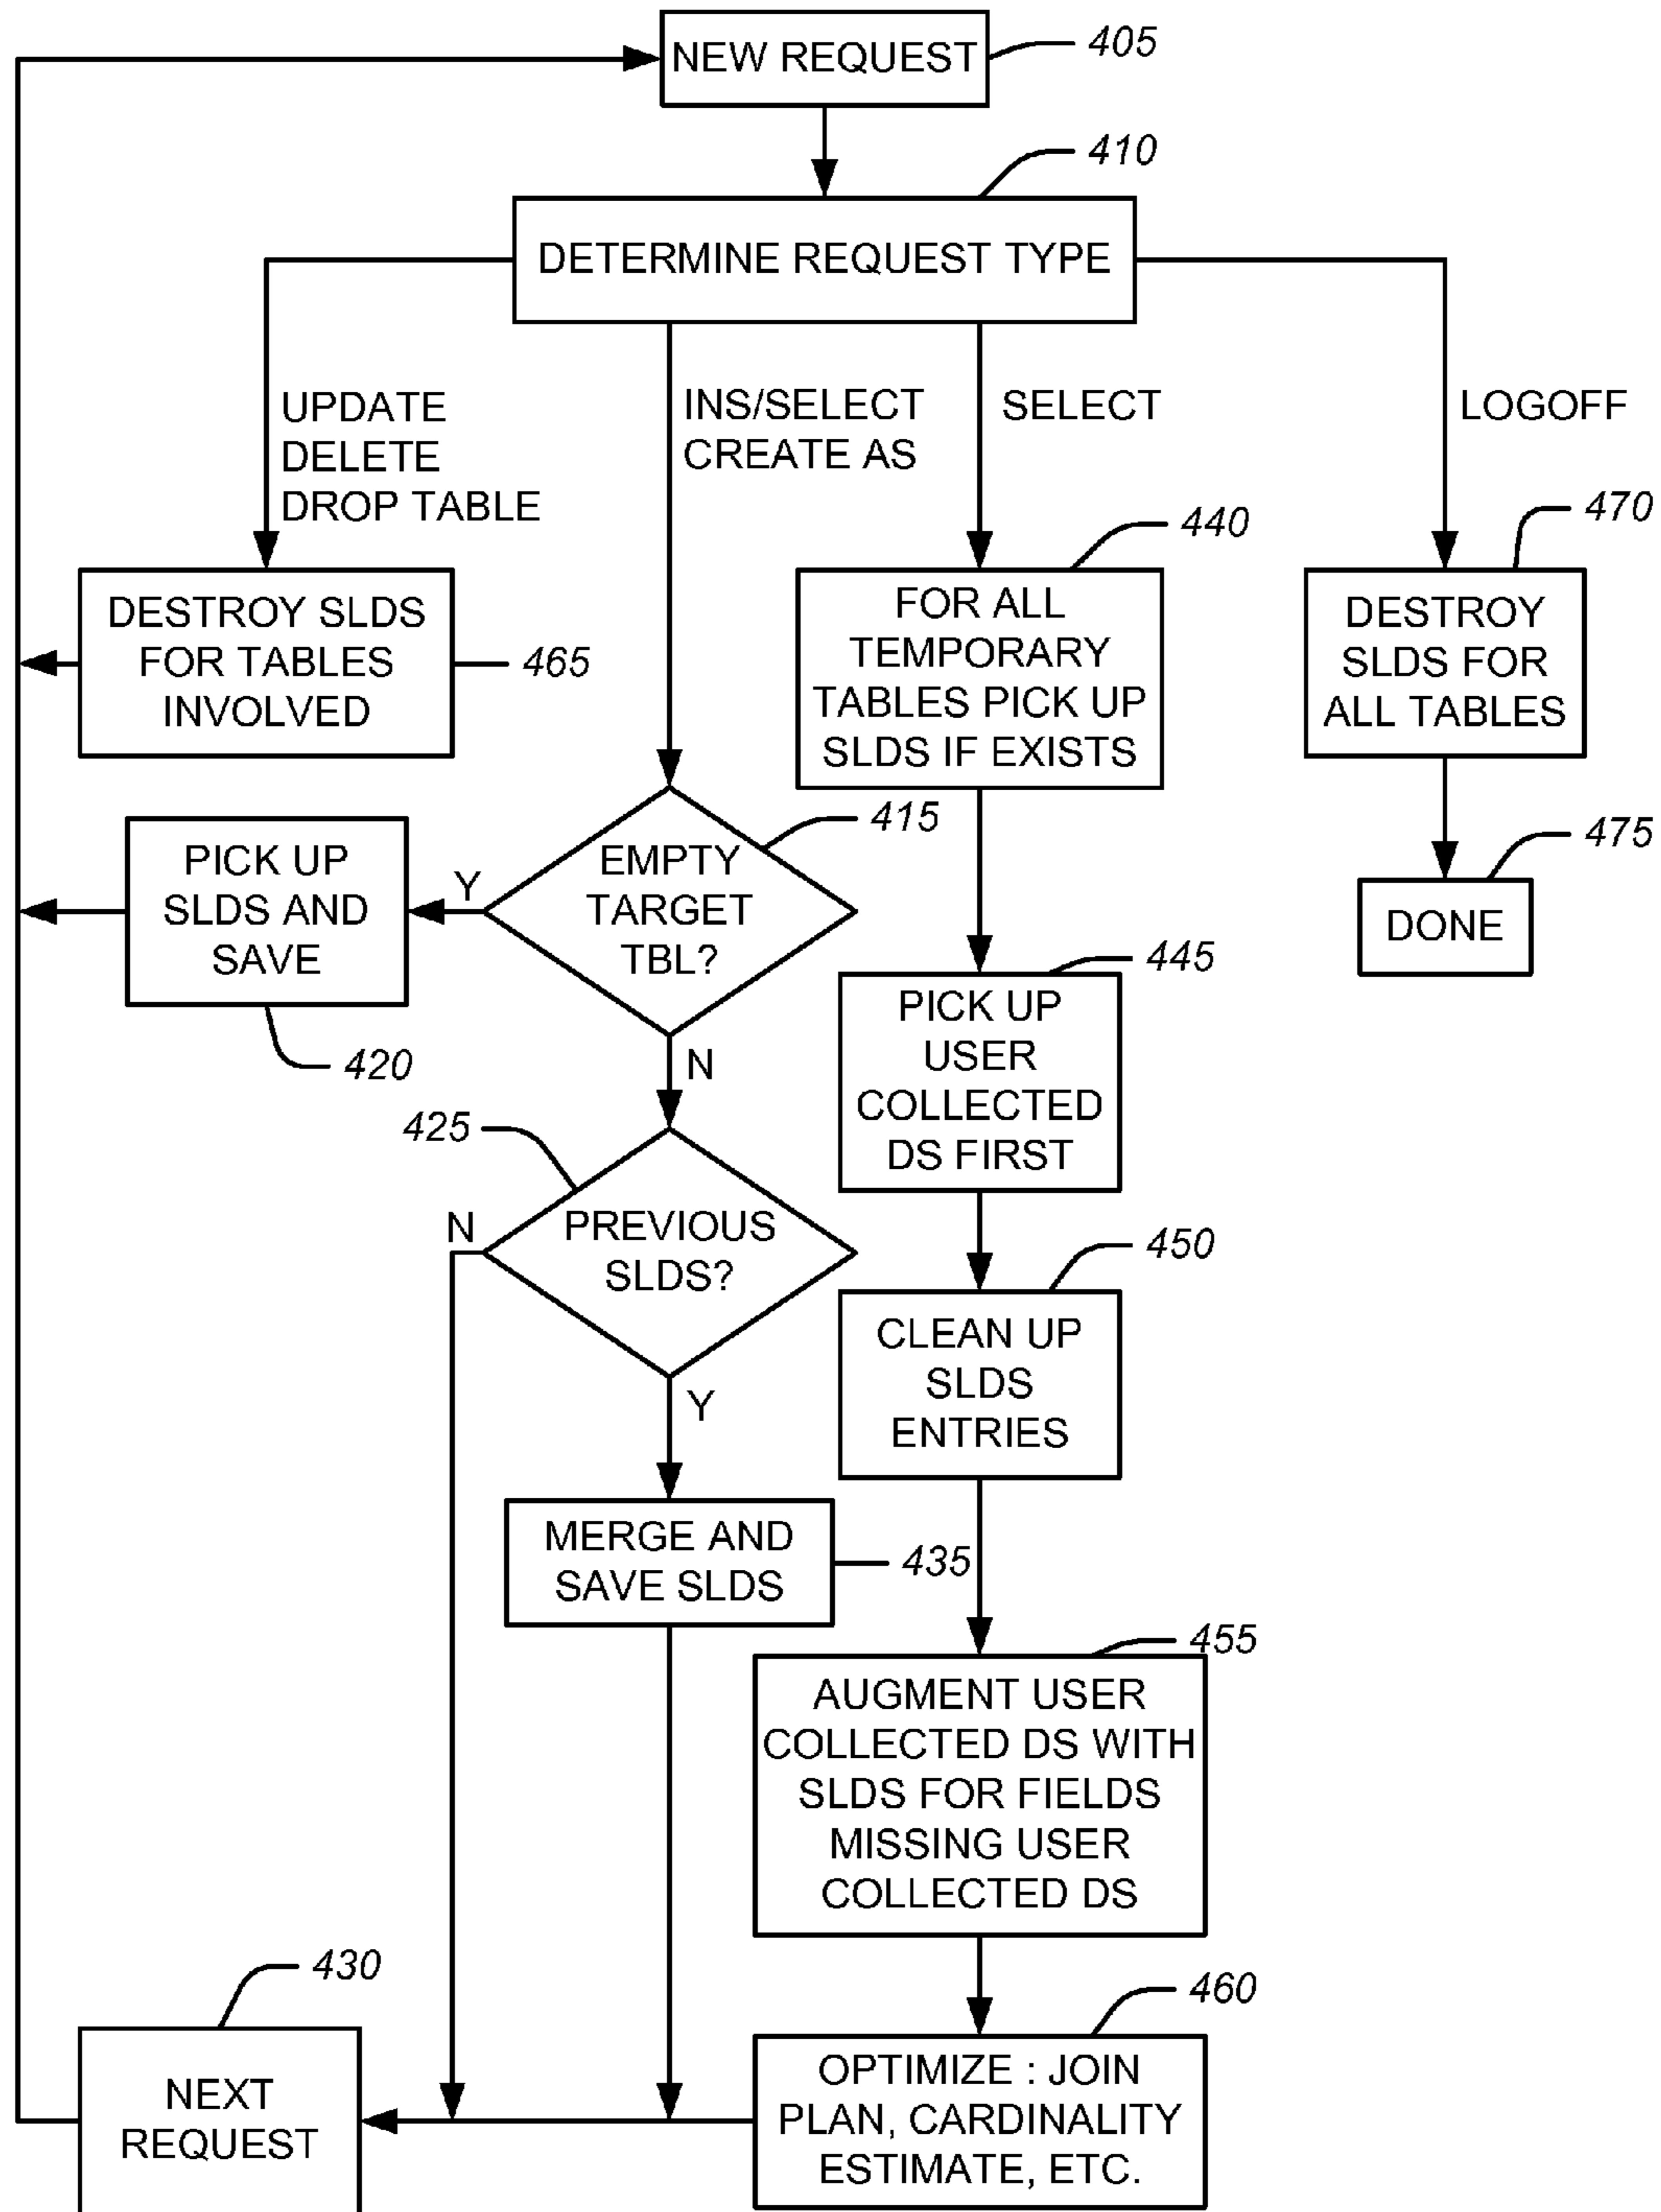 NEW REQUEST
405
410
DETERMINE REQUEST TYPE
UPDATE
DELETE
DROP TABLE
INS/SELECT
CREATE AS
SELECT
LOGOFF
DESTROY SLDS
FOR TABLES
INVOLVED
465
440
FOR ALL
TEMPORARY
TABLES PICK UP
SLDS IF EXISTS
470
DESTROY
SLDS FOR
ALL TABLES
475
DONE
415
EMPTY
TARGET
TBL?
Y
PICK UP
SLDS AND
SAVE
420
N
445
PICK UP
USER
COLLECTED
DS FIRST
425
PREVIOUS
SLDS?
N
Y
450
CLEAN UP
SLDS
ENTRIES
MERGE AND
SAVE SLDS
435
455
AUGMENT USER
COLLECTED DS WITH
SLDS FOR FIELDS
MISSING USER
COLLECTED DS
430
NEXT
REQUEST
460
OPTIMIZE : JOIN
PLAN, CARDINALITY
ESTIMATE, ETC.